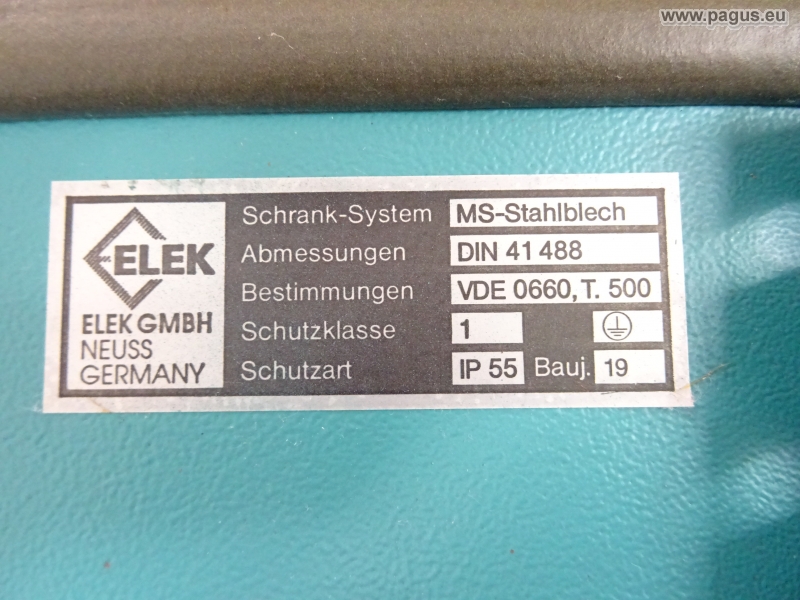 www.pagus.eu
ELEK
ELEK GMBH
NEUSS
GERMANY
Schrank-System MS-Stahlblech
Abmessungen DIN 41 488
Bestimmungen VDE 0660, T. 500
Schutzklasse 1
Schutzart IP 55 Bauj. 19